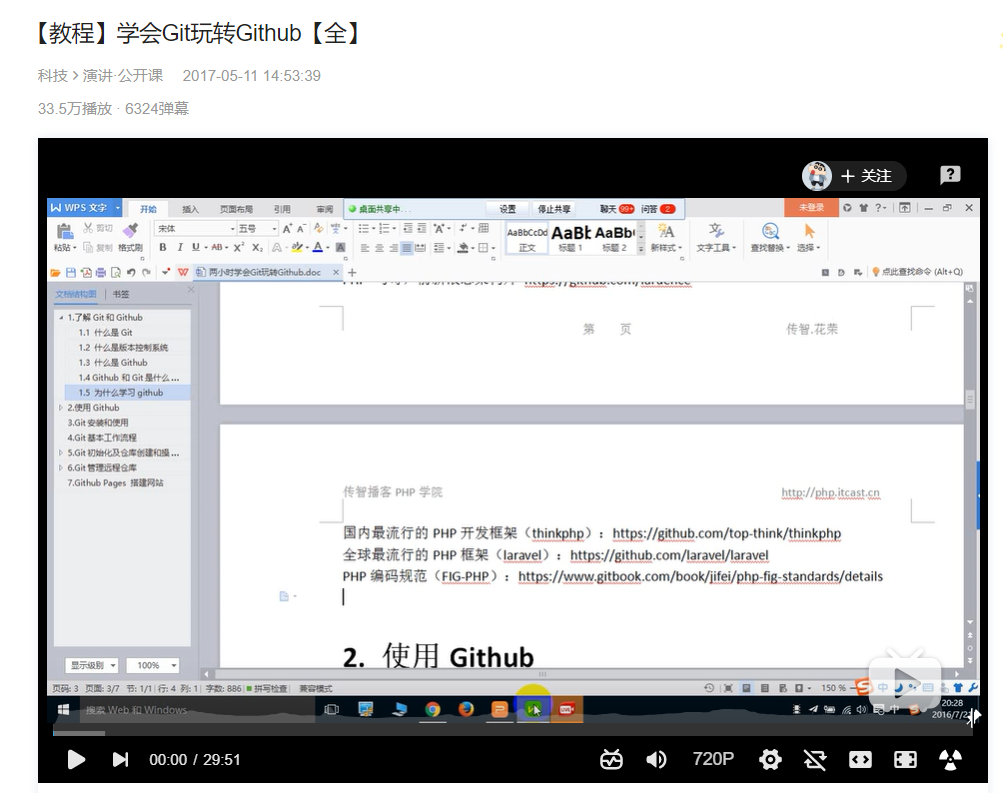 【教程】学会Git玩转Github【全】
科技 > 演讲·公开课 2017-05-11 14:53:39
33.5万播放 · 6324弹幕
+ 关注
WPS 文字 开始 插入 页面布局 引用 审阅 桌面共享中... 设置 停止共享 聊天 99+ 问答 2 未登录
剪切 宋体 五号 AaBbCcDd AaBb AaBb
粘贴 复制 格式刷 B I U AB 正文 标题 1 标题 2 新样式 文字工具 查找替换 选择
两小时学会Git玩转Github.doc 点此查找命令 (Alt+Q)
文档结构图 书签
1.了解 Git 和 Github
1.1 什么是 Git
1.2 什么是版本控制系统
1.3 什么是 Github
1.4 Github 和 Git 是什么...
1.5 为什么学习 github
2.使用 Github
3.Git 安装和使用
4.Git 基本工作流程
5.Git 初始化及仓库创建和操...
6.Git 管理远程仓库
7.Github Pages 搭建网站
显示级别 100%
第 页 传智.花荣
传智播客 PHP 学院 http://php.itcast.cn
国内最流行的 PHP 开发框架（thinkphp）：https://github.com/top-think/thinkphp
全球最流行的 PHP 框架（laravel）：https://github.com/laravel/laravel
PHP 编码规范（FIG-PHP）：https://www.gitbook.com/book/jifei/php-fig-standards/details
2. 使用 Github
页码: 3 页面: 3/7 节: 1/1 行: 4 列: 1 字数: 886 拼写检查 兼容模式 150 %
搜索 Web 和 Windows 中 20:28
00:00 / 29:51 720P